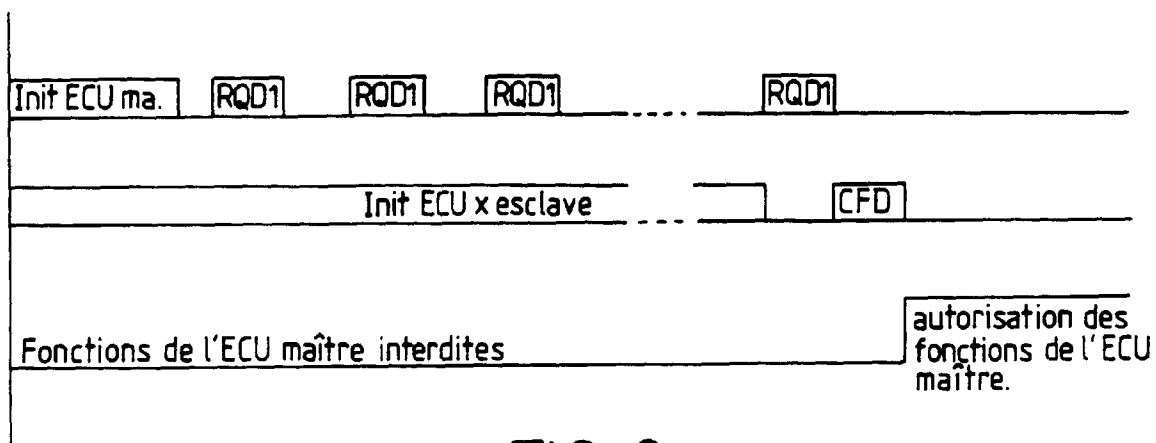 Init ECU ma. RQD1 RQD1 RQD1 RQD1
Init ECU x esclave CFD
Fonctions de l'ECU maître interdites
autorisation des
fonctions de l'ECU
maître.